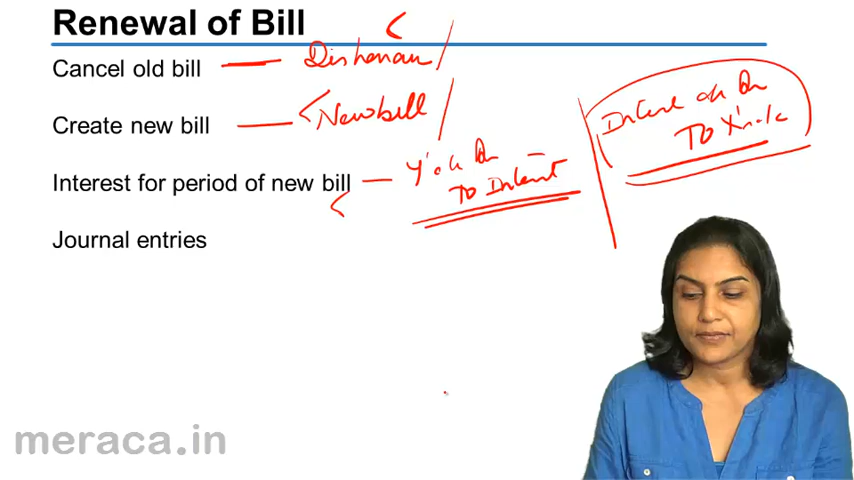 Renewal of Bill
Cancel old bill — Dishonour
Create new bill — New bill
Interest for period of new bill — Y's a/c Dr
To Interest
Interest a/c Dr
To X's a/c
Journal entries
meraca.in